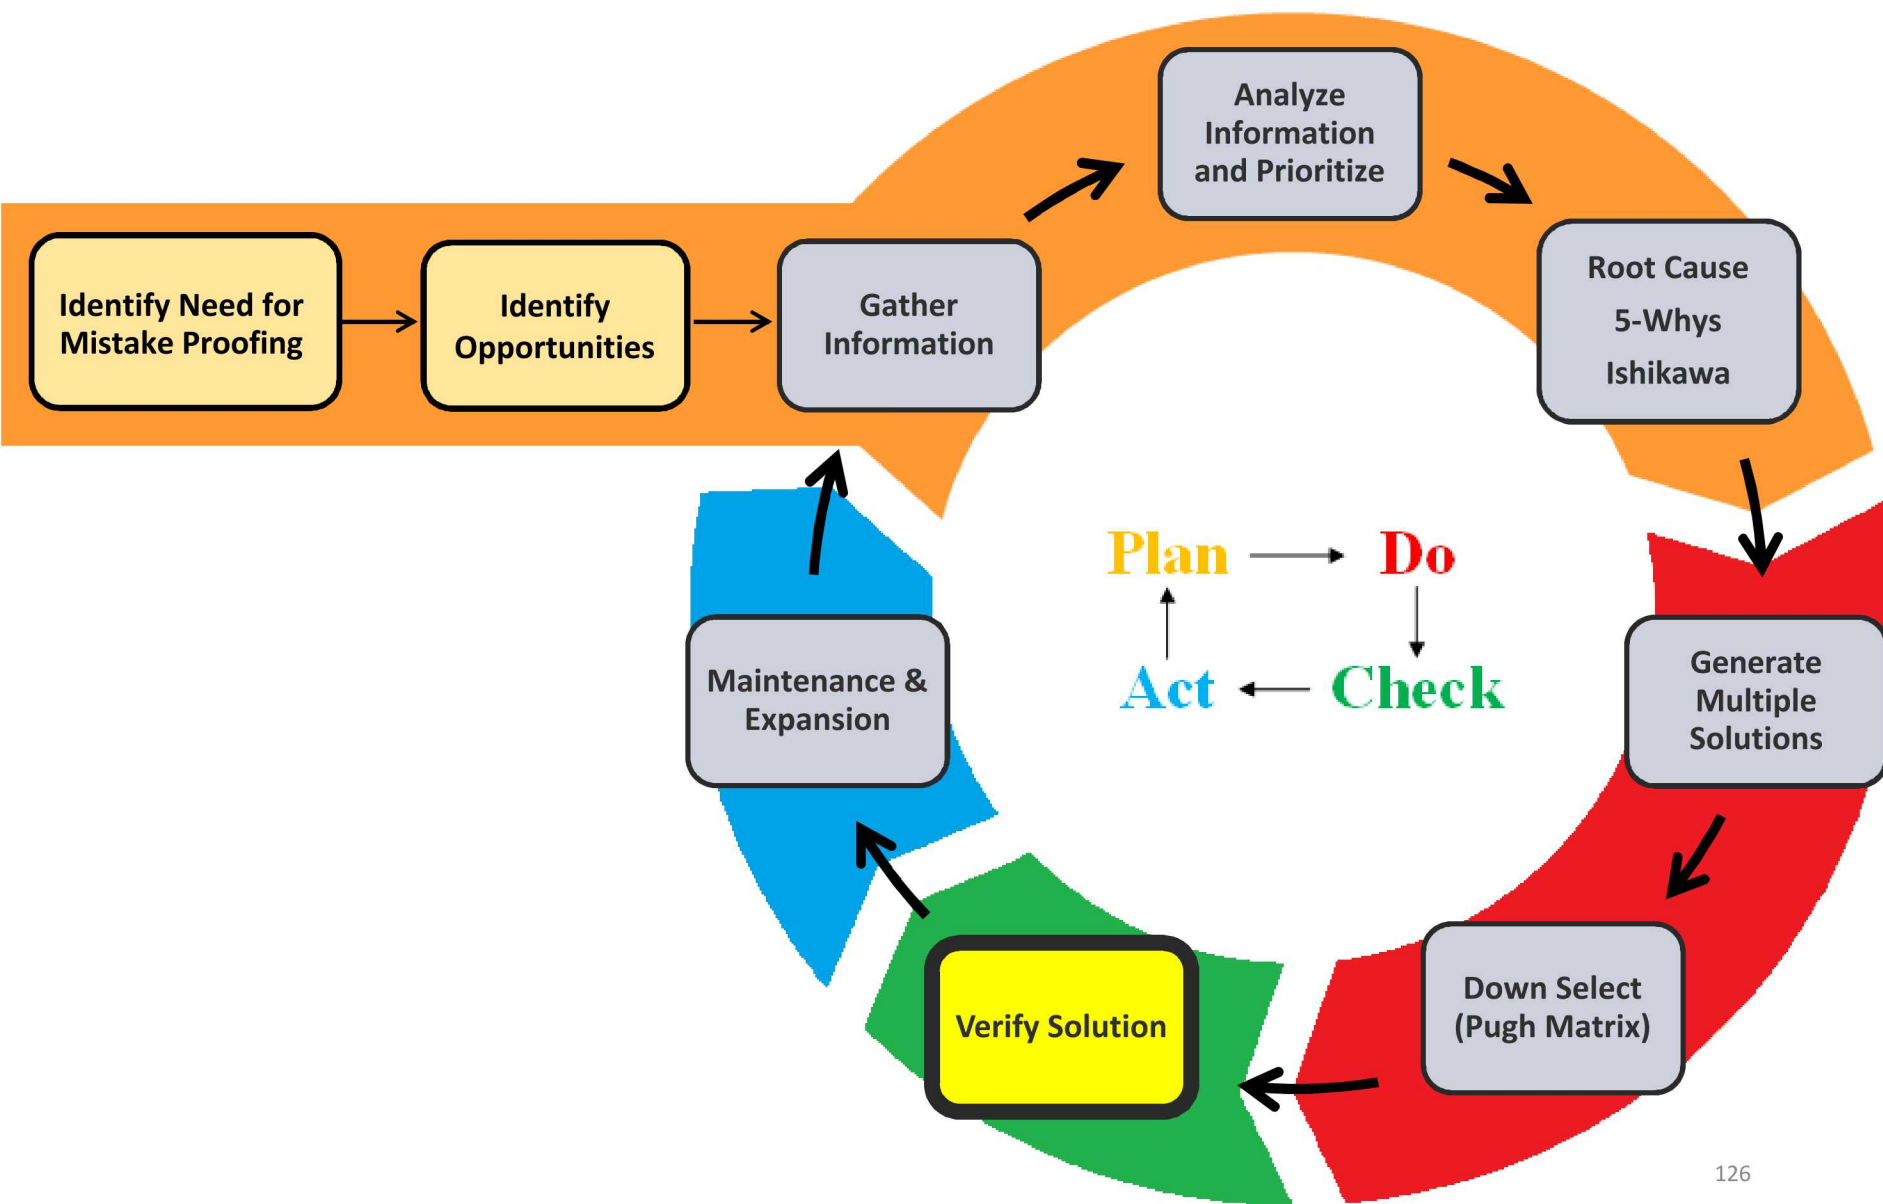 Identify Need for
Mistake Proofing
Identify
Opportunities
Gather
Information
Analyze
Information
and Prioritize
Root Cause
5-Whys
Ishikawa
Generate
Multiple
Solutions
Down Select
(Pugh Matrix)
Verify Solution
Maintenance &
Expansion
Plan
Do
Check
Act
126